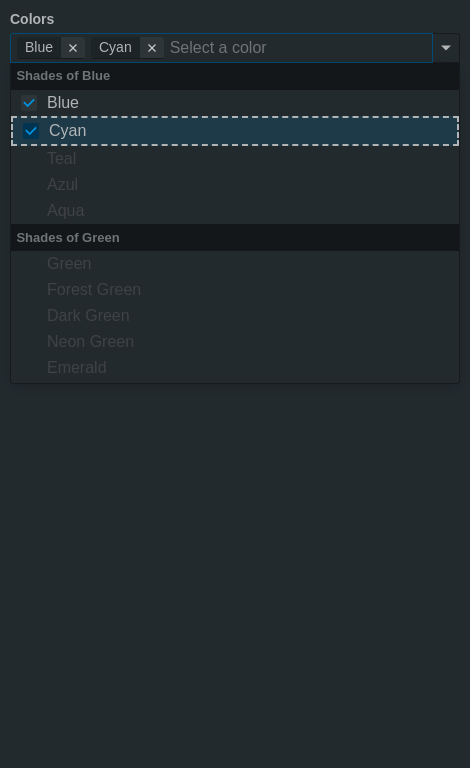 Colors
Blue Cyan Select a color
Shades of Blue
Blue
Cyan
Teal
Azul
Aqua
Shades of Green
Green
Forest Green
Dark Green
Neon Green
Emerald